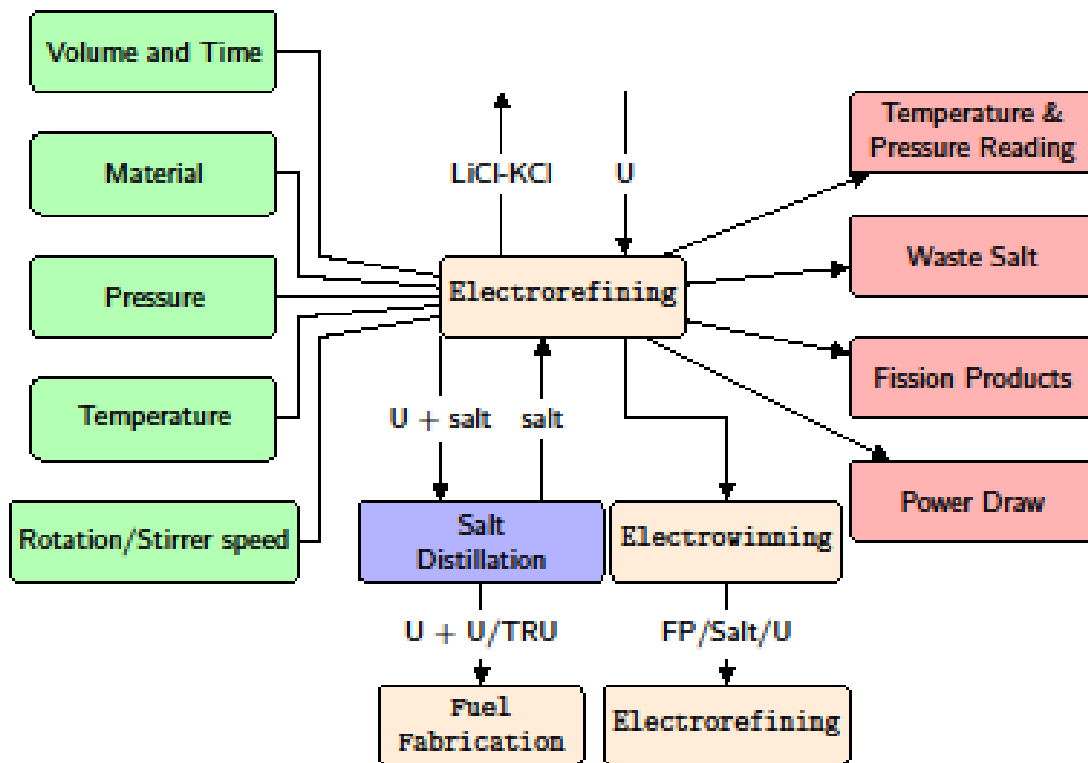 Volume and Time
Material
Pressure
Temperature
Rotation/Stirrer speed
LiCl-KCl
U
Electrorefining
U + salt
salt
Salt
Distillation
Electrowinning
U + U/TRU
FP/Salt/U
Fuel
Fabrication
Electrorefining
Temperature &
Pressure Reading
Waste Salt
Fission Products
Power Draw